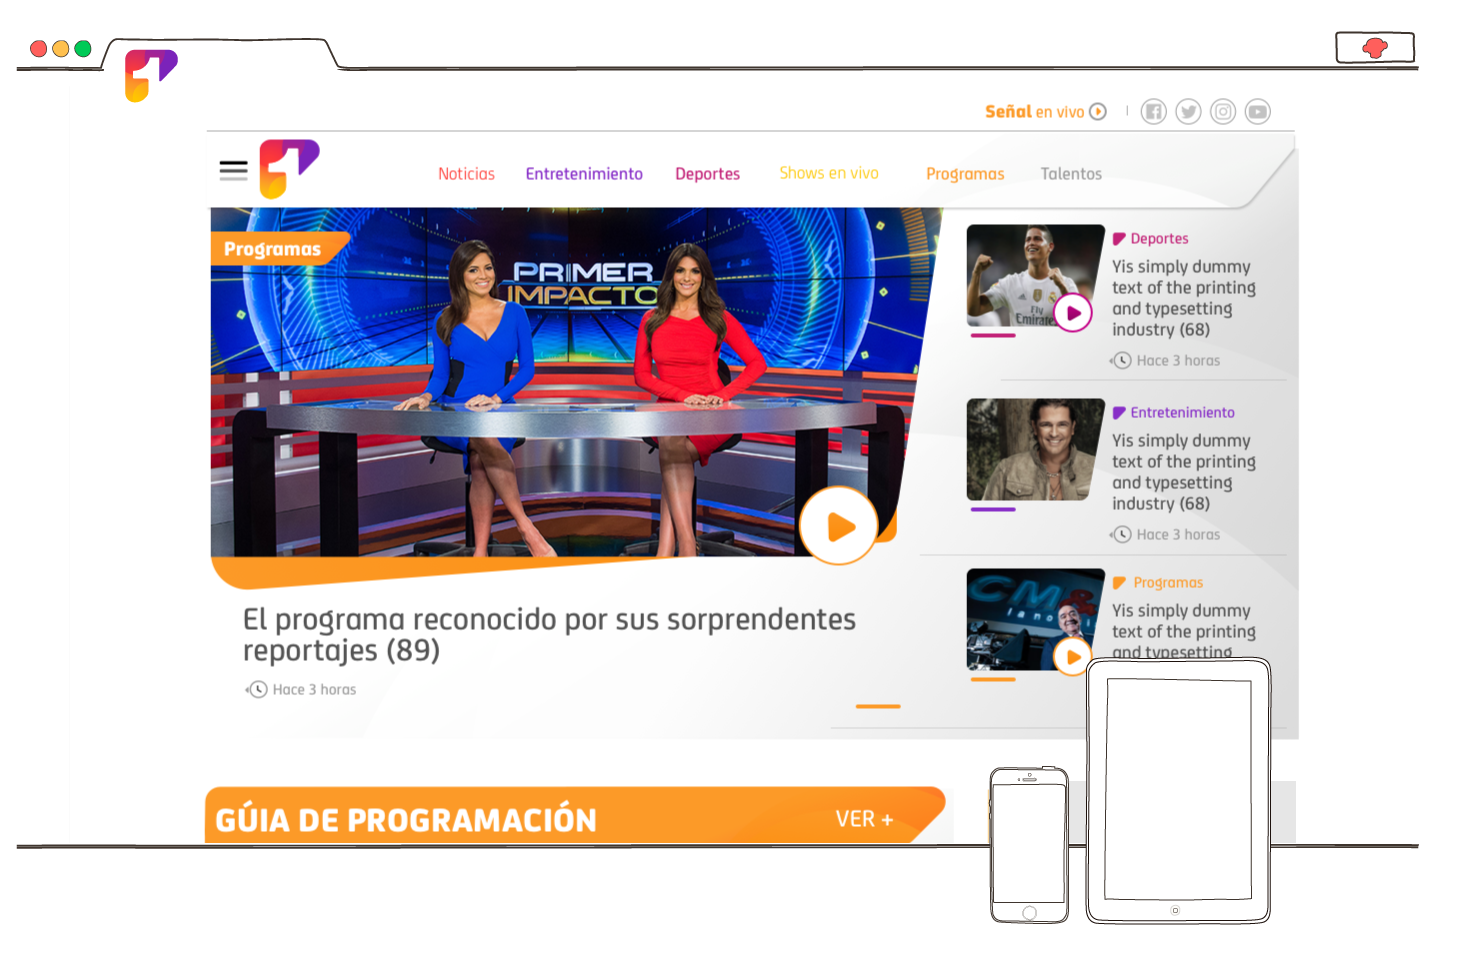 Señal en vivo
Noticias
Entretenimiento
Deportes
Shows en vivo
Programas
Talentos
Programas
PRIMER
IMPACTO
El programa reconocido por sus sorprendentes
reportajes (89)
Hace 3 horas
Fly
Emirates
Deportes
Yis simply dummy
text of the printing
and typesetting
industry (68)
Hace 3 horas
Entretenimiento
Yis simply dummy
text of the printing
and typesetting
industry (68)
Hace 3 horas
CM&
Programas
Yis simply dummy
text of the printing
and typesetting
GÚIA DE PROGRAMACIÓN
VER +